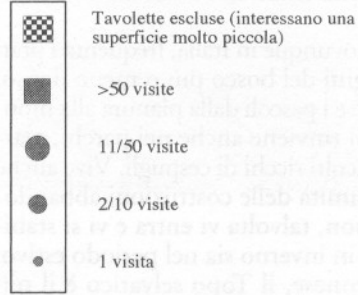 Tavolette escluse (interessano una
superficie molto piccola)
>50 visite
11/50 visite
2/10 visite
1 visita